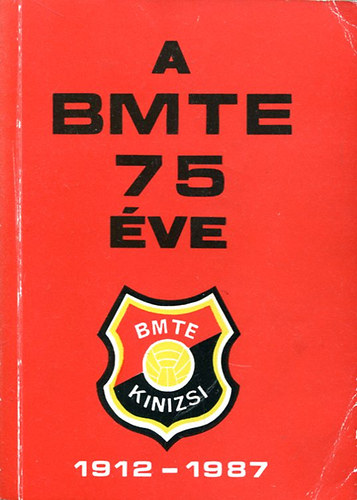 A
BMTE
75
ÉVE
BMTE
KINIZSI
1912-1987